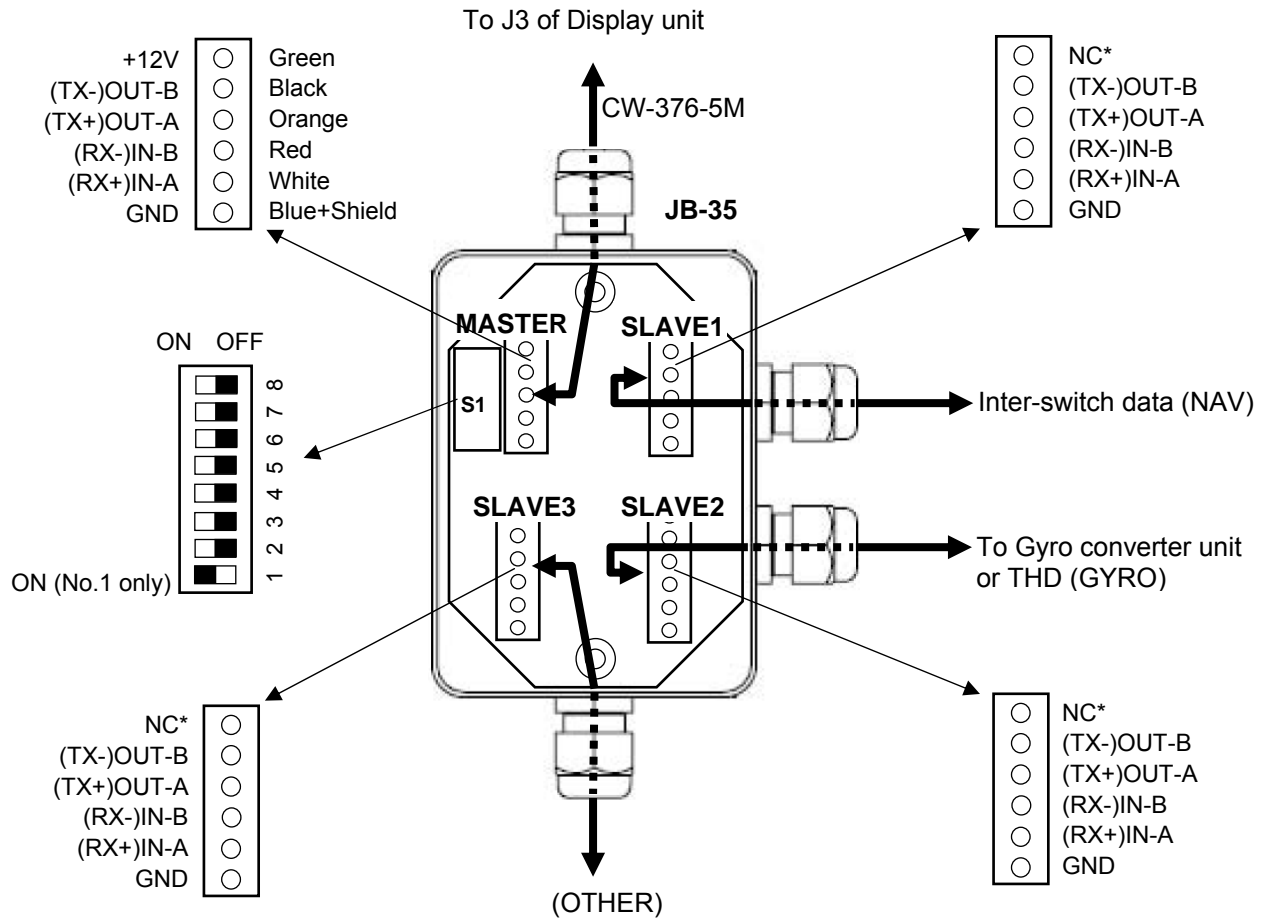 To J3 of Display unit
+12V Green
(TX-)OUT-B Black
(TX+)OUT-A Orange
(RX-)IN-B Red
(RX+)IN-A White
GND Blue+Shield
NC*
(TX-)OUT-B
(TX+)OUT-A
(RX-)IN-B
(RX+)IN-A
GND
CW-376-5M
JB-35
MASTER
SLAVE1
S1
ON OFF
8
7
6
5
4
3
2
1
ON (No.1 only)
Inter-switch data (NAV)
SLAVE3
SLAVE2
To Gyro converter unit
or THD (GYRO)
NC*
(TX-)OUT-B
(TX+)OUT-A
(RX-)IN-B
(RX+)IN-A
GND
NC*
(TX-)OUT-B
(TX+)OUT-A
(RX-)IN-B
(RX+)IN-A
GND
(OTHER)